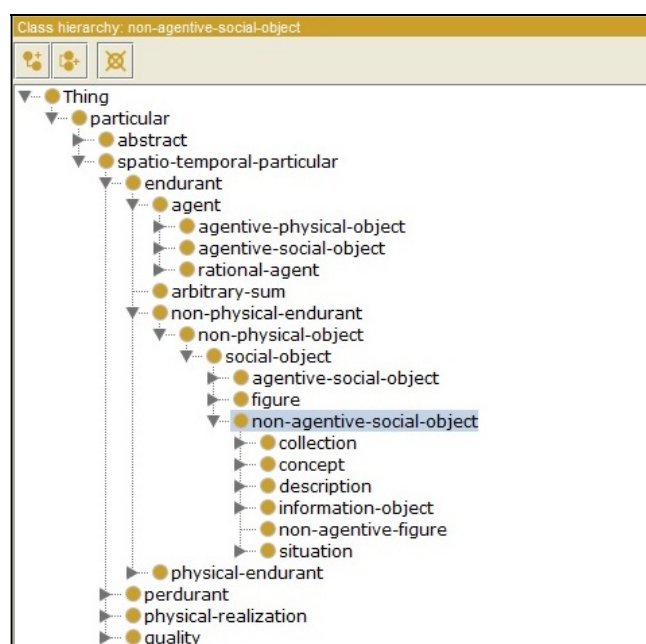 Class hierarchy: non-agentive-social-object
Thing
particular
abstract
spatio-temporal-particular
endurant
agent
agentive-physical-object
agentive-social-object
rational-agent
arbitrary-sum
non-physical-endurant
non-physical-object
social-object
agentive-social-object
figure
non-agentive-social-object
collection
concept
description
information-object
non-agentive-figure
situation
physical-endurant
perdurant
physical-realization
quality